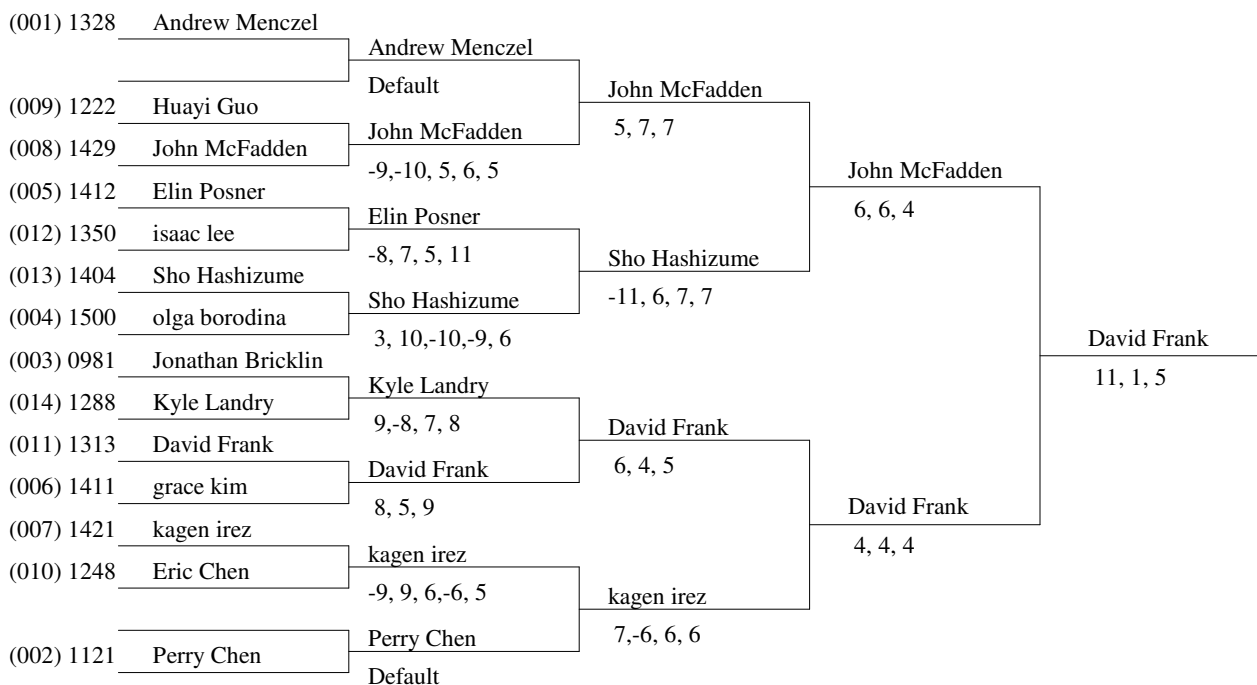 (001) 1328 Andrew Menczel
Andrew Menczel
Default
John McFadden
(009) 1222 Huayi Guo
5, 7, 7
John McFadden
(008) 1429 John McFadden
-9,-10, 5, 6, 5
John McFadden
(005) 1412 Elin Posner
6, 6, 4
Elin Posner
(012) 1350 isaac lee
-8, 7, 5, 11
Sho Hashizume
(013) 1404 Sho Hashizume
-11, 6, 7, 7
Sho Hashizume
(004) 1500 olga borodina
3, 10,-10,-9, 6
David Frank
(003) 0981 Jonathan Bricklin
11, 1, 5
Kyle Landry
(014) 1288 Kyle Landry
9,-8, 7, 8
David Frank
(011) 1313 David Frank
6, 4, 5
David Frank
(006) 1411 grace kim
8, 5, 9
David Frank
(007) 1421 kagen irez
4, 4, 4
kagen irez
(010) 1248 Eric Chen
-9, 9, 6,-6, 5
kagen irez
7,-6, 6, 6
Perry Chen
(002) 1121 Perry Chen
Default